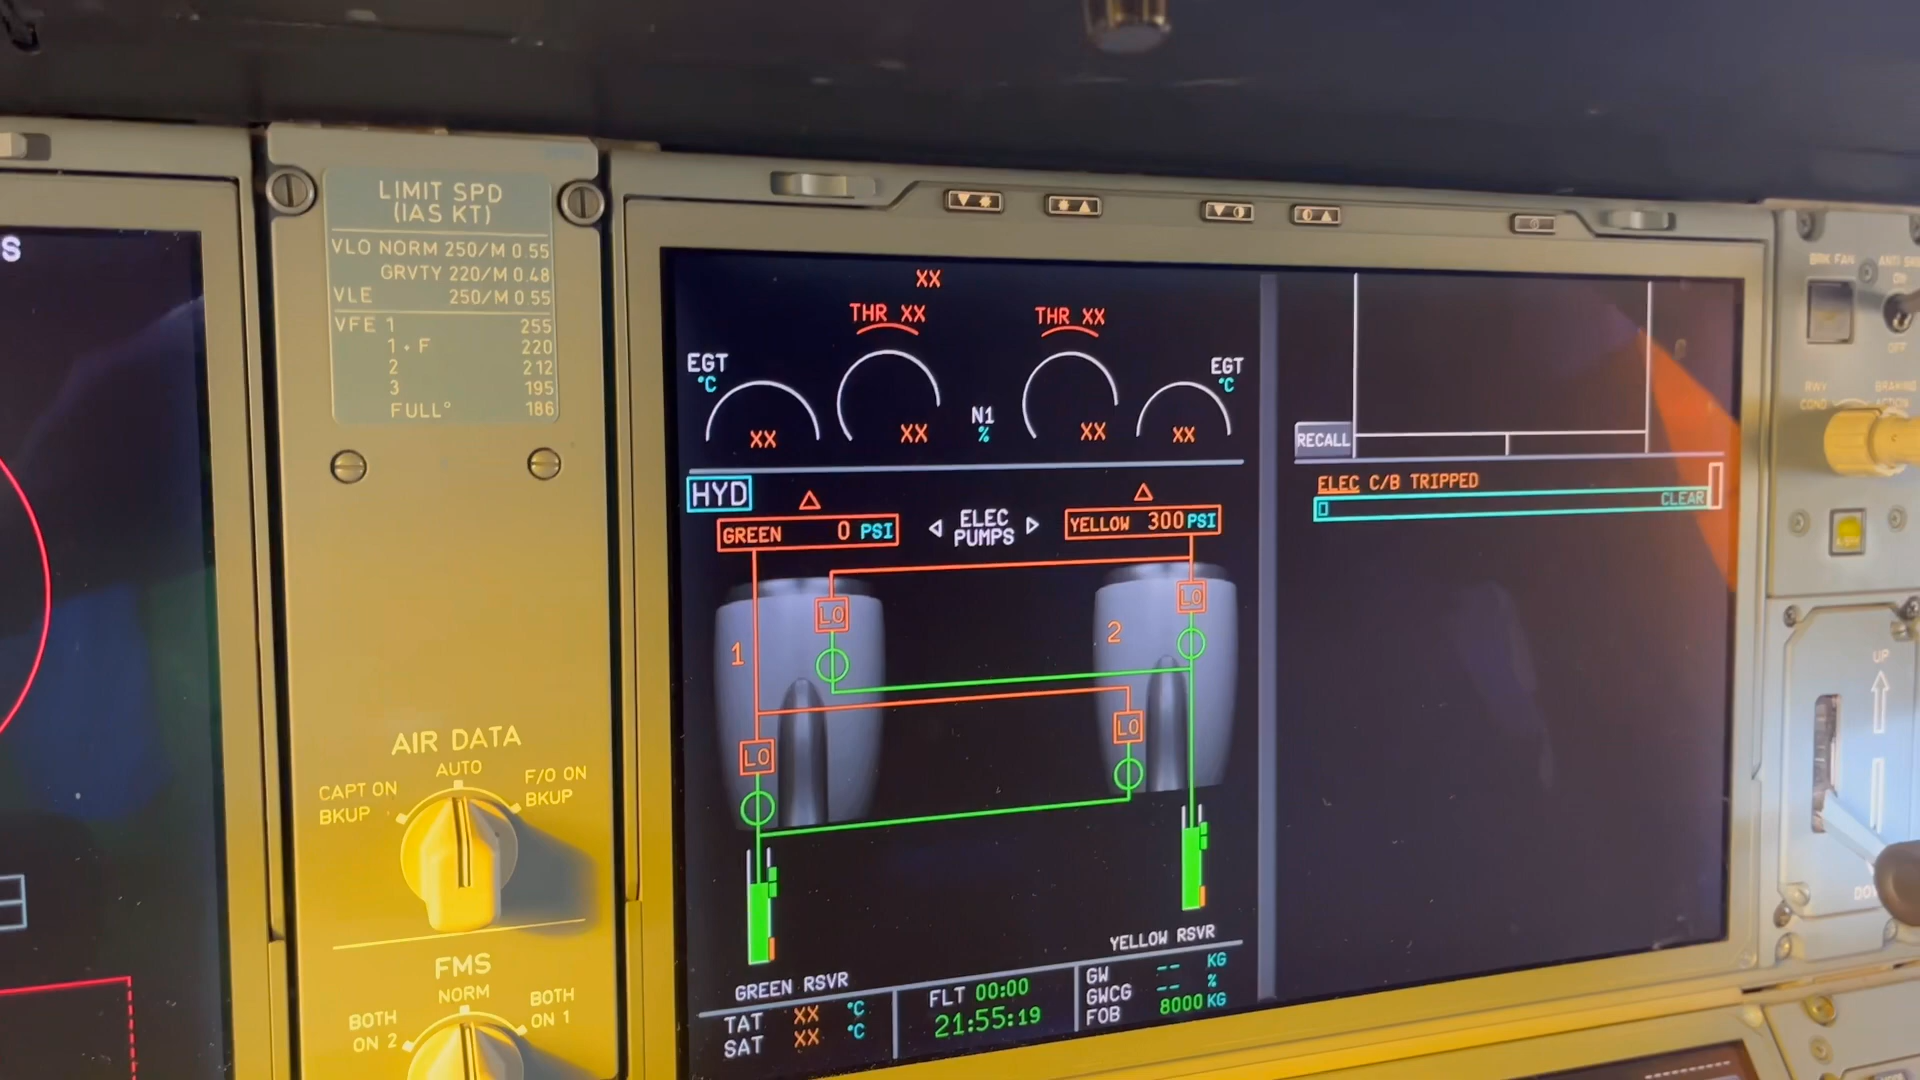 S
LIMIT SPD
(IAS KT)
VLO NORM 250/M 0.55
GRVTY 220/M 0.48
VLE 250/M 0.55
VFE 1 255
1+F 220
2 212
3 195
FULL° 186
AIR DATA
AUTO
CAPT ON
BKUP
F/O ON
BKUP
FMS
NORM
BOTH
ON 2
BOTH
ON 1
XX
THR XX
THR XX
EGT
°C
EGT
°C
XX
XX
N1
%
XX
XX
HYD
GREEN 0 PSI
ELEC
PUMPS
YELLOW 300 PSI
LO
LO
1
2
LO
LO
GREEN RSVR
YELLOW RSVR
TAT XX °C
SAT XX °C
FLT 00:00
21:55:19
GW -- KG
GWCG -- %
FOB 8000 KG
RECALL
ELEC C/B TRIPPED
CLEAR
BRK FAN
ON
OFF
RWY
COND
BRAKING
ACTION
UP